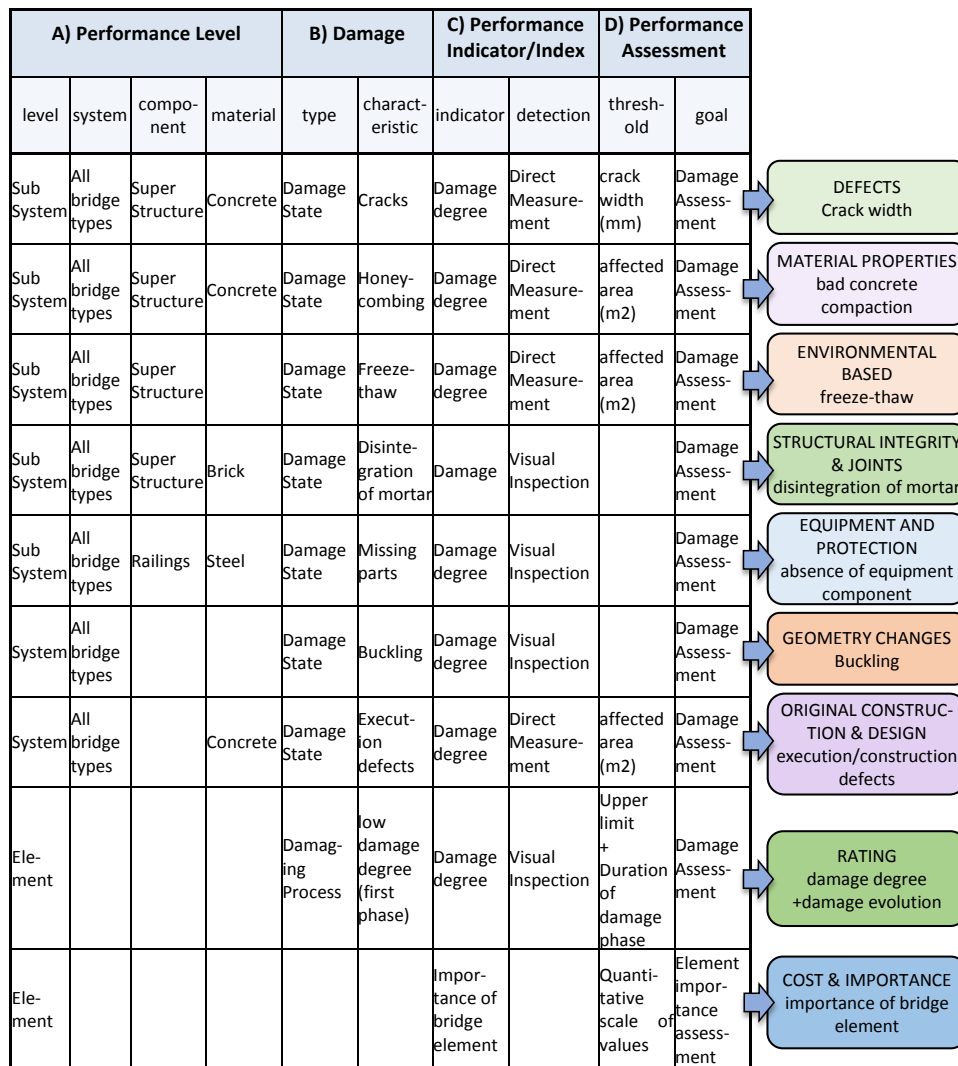 A) Performance Level
B) Damage
C) Performance
Indicator/Index
D) Performance
Assessment
level
system
compo-
nent
material
type
charact-
eristic
indicator
detection
thresh-
old
goal
Sub
System
All
bridge
types
Super
Structure
Concrete
Damage
State
Cracks
Damage
degree
Direct
Measure-
ment
crack
width
(mm)
Damage
Assess-
ment
DEFECTS
Crack width
Sub
System
All
bridge
types
Super
Structure
Concrete
Damage
State
Honey-
combing
Damage
degree
Direct
Measure-
ment
affected
area
(m2)
Damage
Assess-
ment
MATERIAL PROPERTIES
bad concrete
compaction
Sub
System
All
bridge
types
Super
Structure
Damage
State
Freeze-
thaw
Damage
degree
Direct
Measure-
ment
affected
area
(m2)
Damage
Assess-
ment
ENVIRONMENTAL
BASED
freeze-thaw
Sub
System
All
bridge
types
Super
Structure
Brick
Damage
State
Disinte-
gration
of mortar
Damage
Visual
Inspection
Damage
Assess-
ment
STRUCTURAL INTEGRITY
& JOINTS
disintegration of mortar
Sub
System
All
bridge
types
Railings
Steel
Damage
State
Missing
parts
Damage
degree
Visual
Inspection
Damage
Assess-
ment
EQUIPMENT AND
PROTECTION
absence of equipment
component
System
All
bridge
types
Damage
State
Buckling
Damage
degree
Visual
Inspection
Damage
Assess-
ment
GEOMETRY CHANGES
Buckling
System
All
bridge
types
Concrete
Damage
State
Execut-
ion
defects
Damage
degree
Direct
Measure-
ment
affected
area
(m2)
Damage
Assess-
ment
ORIGINAL CONSTRUC-
TION & DESIGN
execution/construction
defects
Ele-
ment
Damag-
ing
Process
low
damage
degree
(first
phase)
Damage
degree
Visual
Inspection
Upper
limit
+
Duration
of
damage
phase
Damage
Assess-
ment
RATING
damage degree
+damage evolution
Ele-
ment
Impor-
tance of
bridge
element
Quanti-
tative
scale of
values
Element
impor-
tance
assess-
ment
COST & IMPORTANCE
importance of bridge
element